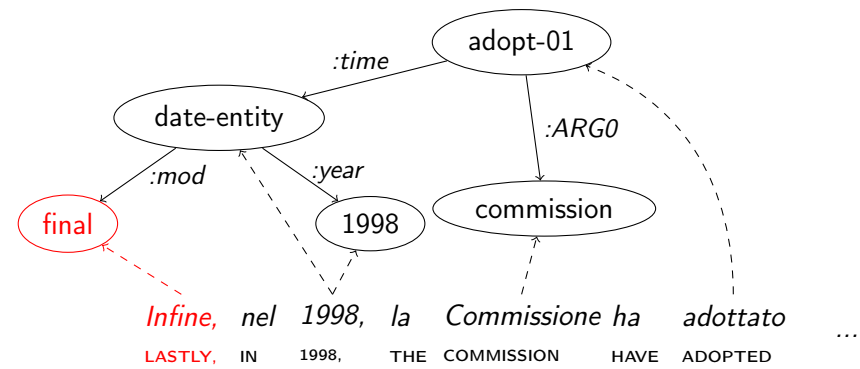 adopt-01
:time
date-entity
:ARG0
:mod
:year
final
1998
commission
Infine, nel 1998, la Commissione ha adottato ...
LASTLY, IN 1998, THE COMMISSION HAVE ADOPTED